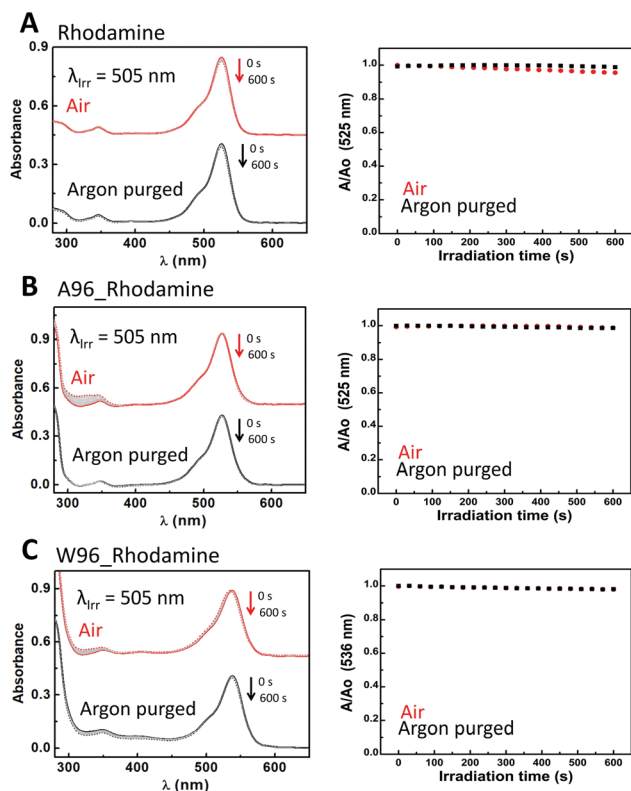 A
Rhodamine
0.9
0.6
0.3
0.0
Absorbance
λIrr = 505 nm
Air
0 s
600 s
Argon purged
0 s
600 s
300
400
500
600
λ (nm)
1.0
0.8
0.6
0.4
0.2
0.0
A/Ao (525 nm)
Air
Argon purged
0
100
200
300
400
500
600
Irradiation time (s)
B
A96_Rhodamine
0.9
0.6
0.3
0.0
Absorbance
λIrr = 505 nm
Air
0 s
600 s
Argon purged
0 s
600 s
300
400
500
600
λ (nm)
1.0
0.8
0.6
0.4
0.2
0.0
A/Ao (525 nm)
Air
Argon purged
0
100
200
300
400
500
600
Irradiation time (s)
C
W96_Rhodamine
0.9
0.6
0.3
0.0
Absorbance
λIrr = 505 nm
Air
0 s
600 s
Argon purged
0 s
600 s
300
400
500
600
λ (nm)
1.0
0.8
0.6
0.4
0.2
0.0
A/Ao (536 nm)
Air
Argon purged
0
100
200
300
400
500
600
Irradiation time (s)